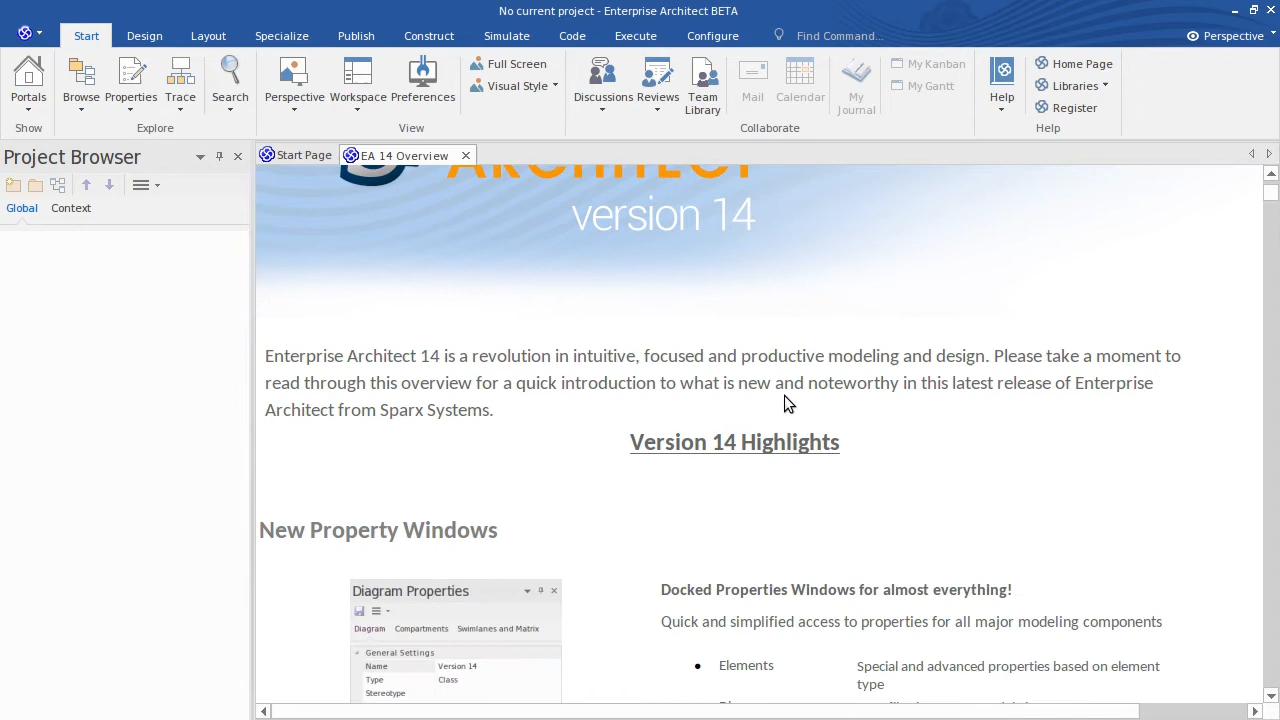 No current project - Enterprise Architect BETA
Start Design Layout Specialize Publish Construct Simulate Code Execute Configure Find Command... Perspective
Portals Browse Properties Trace Search Perspective Workspace Preferences Full Screen Visual Style Discussions Reviews Team Library Mail Calendar My Journal My Kanban My Gantt Help Home Page Libraries Register
Show Explore View Collaborate Help
Project Browser
Global Context
Start Page EA 14 Overview
ARCHITECT
version 14
Enterprise Architect 14 is a revolution in intuitive, focused and productive modeling and design. Please take a moment to
read through this overview for a quick introduction to what is new and noteworthy in this latest release of Enterprise
Architect from Sparx Systems.
Version 14 Highlights
New Property Windows
Diagram Properties
Diagram Compartments Swimlanes and Matrix
General Settings
Name Version 14
Type Class
Stereotype
Docked Properties Windows for almost everything!
Quick and simplified access to properties for all major modeling components
• Elements Special and advanced properties based on element
type